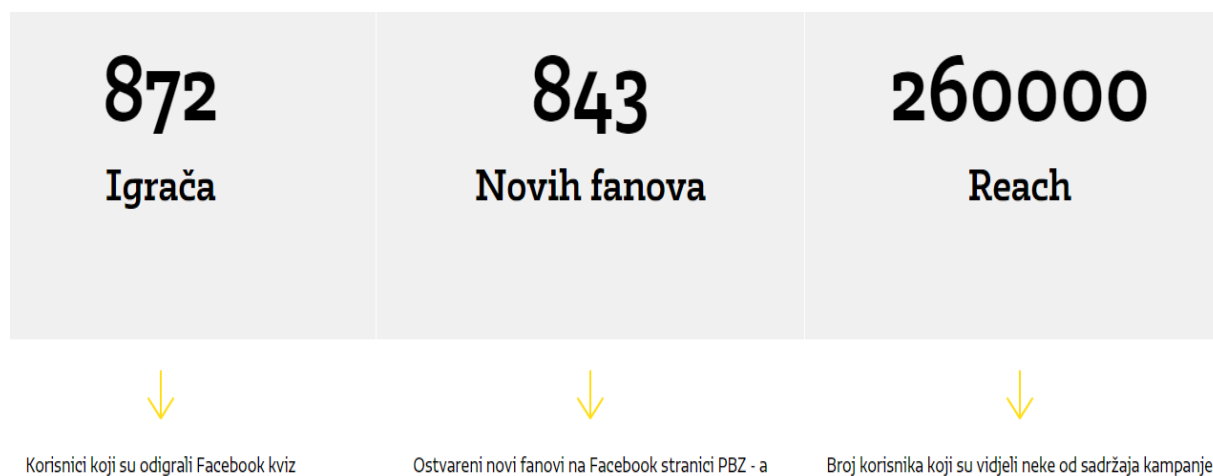 872
Igrača
843
Novih fanova
260000
Reach
Korisnici koji su odigrali Facebook kviz
Ostvareni novi fanovi na Facebook stranici PBZ - a
Broj korisnika koji su vidjeli neke od sadržaja kampanje